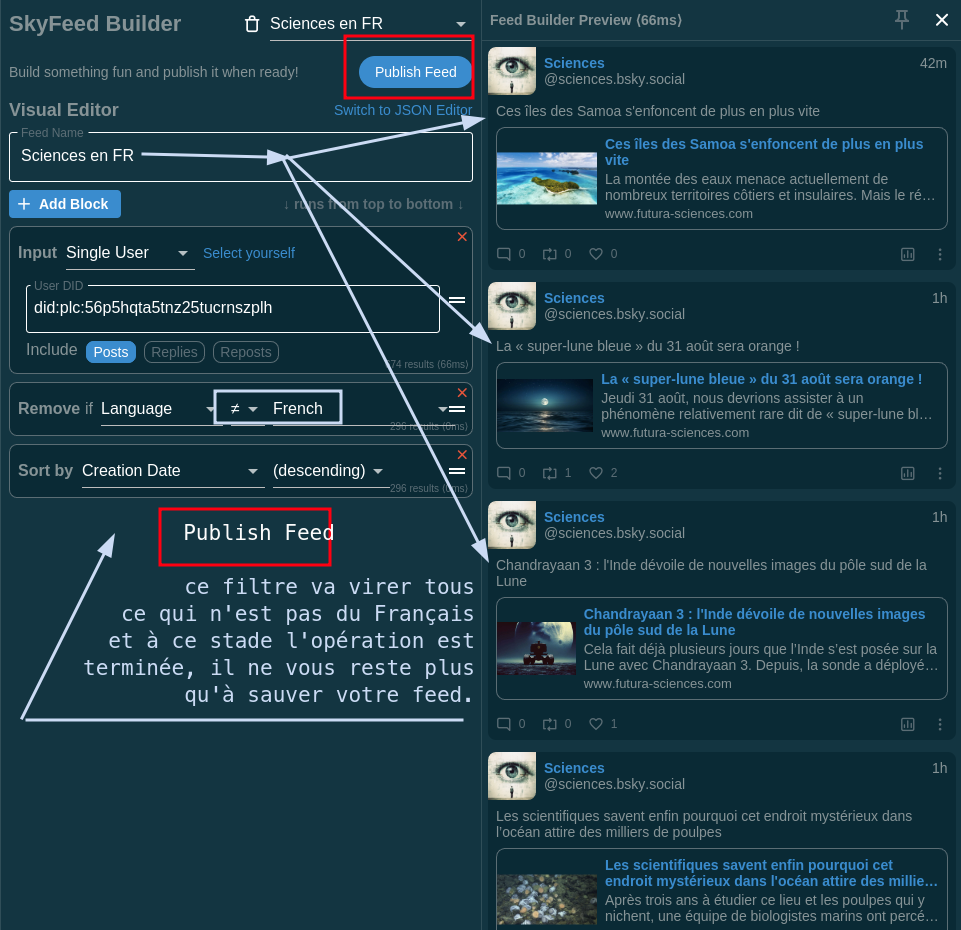 SkyFeed Builder
Sciences en FR
Build something fun and publish it when ready!
Publish Feed
Visual Editor
Switch to JSON Editor
Feed Name
Sciences en FR
Add Block
↓ runs from top to bottom ↓
Input
Single User
Select yourself
User DID
did:plc:56p5hqta5tnz25tucrnszplh
Include
Posts
Replies
Reposts
results (66ms)
Remove if
Language
≠
French
296 results (0ms)
Sort by
Creation Date
(descending)
296 results (0ms)
Publish Feed
ce filtre va virer tous
ce qui n'est pas du Français
et à ce stade l'opération est
terminée, il ne vous reste plus
qu'à sauver votre feed.
Feed Builder Preview (66ms)
Sciences
42m
@sciences.bsky.social
Ces îles des Samoa s'enfoncent de plus en plus vite
Ces îles des Samoa s'enfoncent de plus en plus
vite
La montée des eaux menace actuellement de
nombreux territoires côtiers et insulaires. Mais le ré…
www.futura-sciences.com
0
0
0
Sciences
1h
@sciences.bsky.social
La « super-lune bleue » du 31 août sera orange !
La « super-lune bleue » du 31 août sera orange !
Jeudi 31 août, nous devrions assister à un
phénomène relativement rare dit de « super-lune bl…
www.futura-sciences.com
0
1
2
Sciences
1h
@sciences.bsky.social
Chandrayaan 3 : l'Inde dévoile de nouvelles images du pôle sud de la
Lune
Chandrayaan 3 : l'Inde dévoile de nouvelles images
du pôle sud de la Lune
Cela fait déjà plusieurs jours que l’Inde s’est posée sur la
Lune avec Chandrayaan 3. Depuis, la sonde a déployé…
www.futura-sciences.com
0
0
1
Sciences
1h
@sciences.bsky.social
Les scientifiques savent enfin pourquoi cet endroit mystérieux dans
l'océan attire des milliers de poulpes
Les scientifiques savent enfin pourquoi cet
endroit mystérieux dans l'océan attire des millie…
Après trois ans à étudier ce lieu et les poulpes qui y
nichent, une équipe de biologistes marins ont percé…